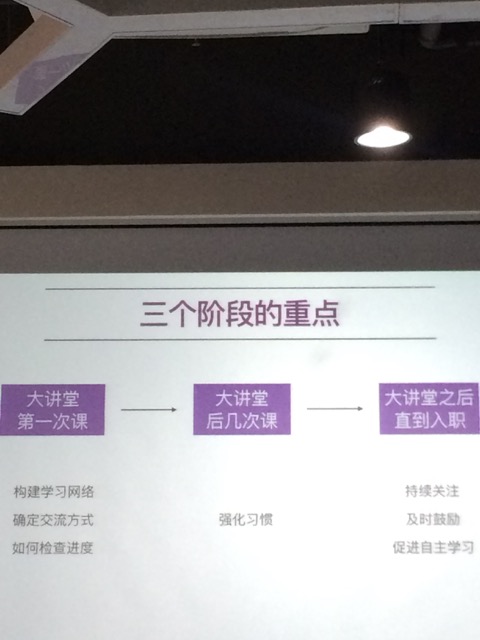 三个阶段的重点
大讲堂
第一次课
大讲堂
后几次课
大讲堂之后
直到入职
构建学习网络
确定交流方式
如何检查进度
强化习惯
持续关注
及时鼓励
促进自主学习